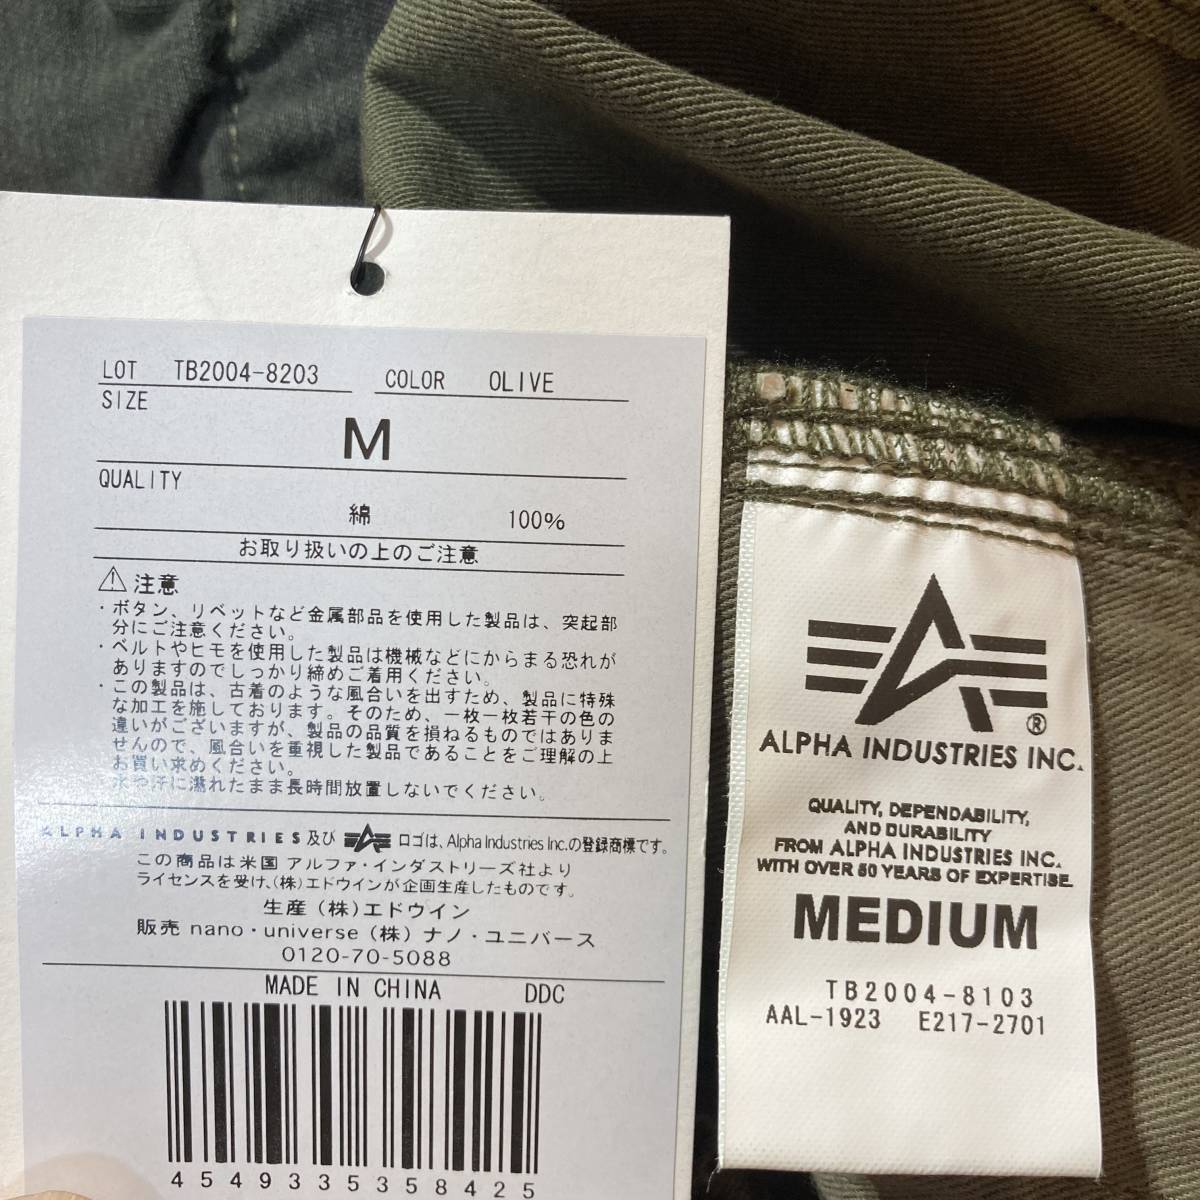 LOT TB2004-8203 COLOR OLIVE
SIZE
M
QUALITY
綿 100%
お取り扱いの上のご注意
注意
・ボタン、リベットなど金属部品を使用した製品は、突起部
分にご注意ください。
・ベルトやヒモを使用した製品は機械などにからまる恐れが
ありますのでしっかり締めご着用ください。
・この製品は、古着のような風合いを出すため、製品に特殊
な加工を施しております。そのため、一枚一枚若干の色の
違いがございますが、製品の品質を損ねるものではありま
せんので、風合いを重視した製品であることをご理解の上
お買い求めください。
水や汗に濡れたまま長時間放置しないでください。
ALPHA INDUSTRIES及び ロゴは、Alpha Industries Inc.の登録商標です。
この商品は米国 アルファ・インダストリーズ社より
ライセンスを受け、(株)エドウインが企画生産したものです。
生産(株)エドウイン
販売 nano・universe(株)ナノ・ユニバース
0120-70-5088
MADE IN CHINA DDC
4549335358425
®
ALPHA INDUSTRIES INC.
QUALITY, DEPENDABILITY,
AND DURABILITY
FROM ALPHA INDUSTRIES INC.
WITH OVER 50 YEARS OF EXPERTISE
MEDIUM
TB2004-8103
AAL-1923 E217-2701